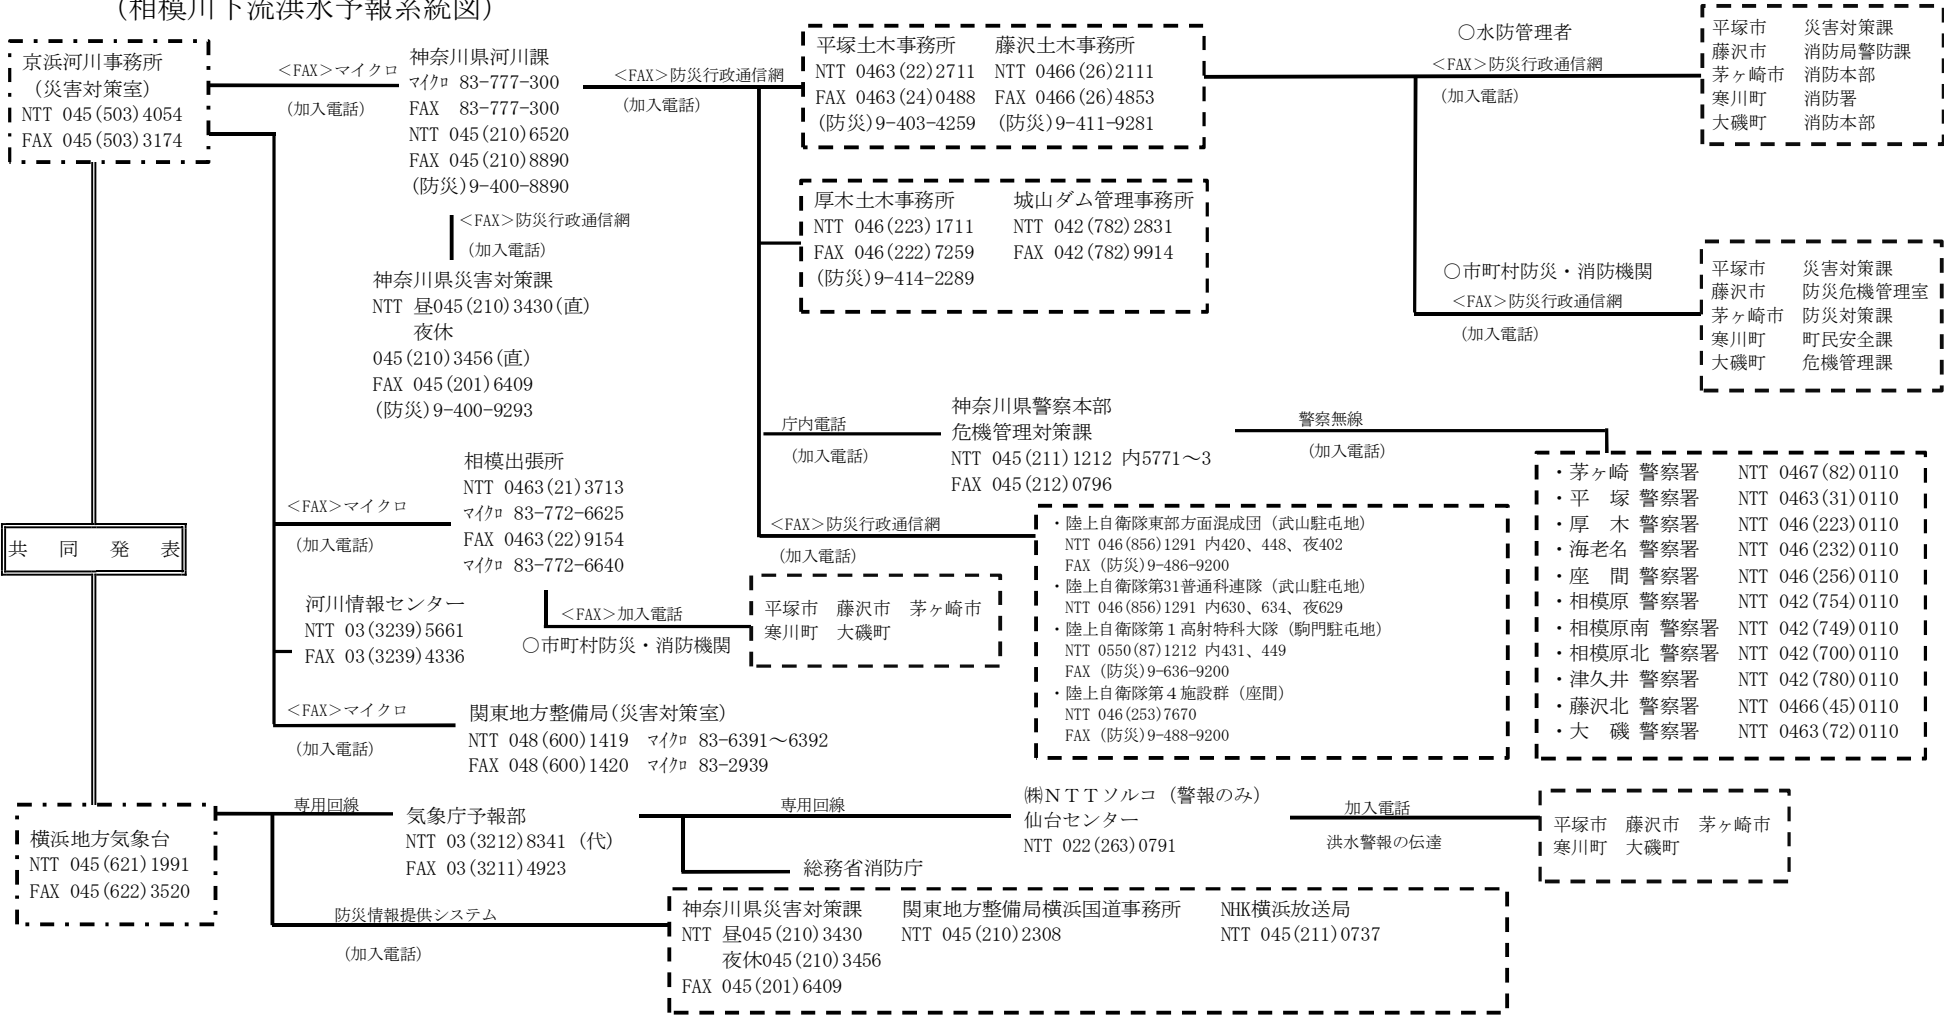 (相模川下流洪水予報系統図)
京浜河川事務所
(災害対策室)
NTT 045(503)4054
FAX 045(503)3174
<FAX>マイクロ
(加入電話)
神奈川県河川課
マイクロ 83-777-300
FAX 83-777-300
NTT 045(210)6520
FAX 045(210)8890
(防災)9-400-8890
<FAX>防災行政通信網
(加入電話)
平塚土木事務所 藤沢土木事務所
NTT 0463(22)2711 NTT 0466(26)2111
FAX 0463(24)0488 FAX 0466(26)4853
(防災)9-403-4259 (防災)9-411-9281
○水防管理者
<FAX>防災行政通信網
(加入電話)
平塚市 災害対策課
藤沢市 消防局警防課
茅ヶ崎市 消防本部
寒川町 消防署
大磯町 消防本部
<FAX>防災行政通信網
(加入電話)
神奈川県災害対策課
NTT 昼045(210)3430(直)
夜休
045(210)3456(直)
FAX 045(201)6409
(防災)9-400-9293
厚木土木事務所 城山ダム管理事務所
NTT 046(223)1711 NTT 042(782)2831
FAX 046(222)7259 FAX 042(782)9914
(防災)9-414-2289
○市町村防災・消防機関
<FAX>防災行政通信網
(加入電話)
平塚市 災害対策課
藤沢市 防災危機管理室
茅ヶ崎市 防災対策課
寒川町 町民安全課
大磯町 危機管理課
庁内電話
(加入電話)
神奈川県警察本部
危機管理対策課
NTT 045(211)1212 内5771～3
FAX 045(212)0796
警察無線
(加入電話)
・茅ヶ崎 警察署 NTT 0467(82)0110
・平 塚 警察署 NTT 0463(31)0110
・厚 木 警察署 NTT 046(223)0110
・海老名 警察署 NTT 046(232)0110
・座 間 警察署 NTT 046(256)0110
・相模原 警察署 NTT 042(754)0110
・相模原南 警察署 NTT 042(749)0110
・相模原北 警察署 NTT 042(700)0110
・津久井 警察署 NTT 042(780)0110
・藤沢北 警察署 NTT 0466(45)0110
・大 磯 警察署 NTT 0463(72)0110
<FAX>マイクロ
(加入電話)
相模出張所
NTT 0463(21)3713
マイクロ 83-772-6625
FAX 0463(22)9154
マイクロ 83-772-6640
<FAX>防災行政通信網
(加入電話)
・陸上自衛隊東部方面混成団(武山駐屯地)
NTT 046(856)1291 内420、448、夜402
FAX (防災)9-486-9200
・陸上自衛隊第31普通科連隊(武山駐屯地)
NTT 046(856)1291 内630、634、夜629
・陸上自衛隊第１高射特科大隊(駒門駐屯地)
NTT 0550(87)1212 内431、449
FAX (防災)9-636-9200
・陸上自衛隊第４施設群(座間)
NTT 046(253)7670
FAX (防災)9-488-9200
共 同 発 表
河川情報センター
NTT 03(3239)5661
FAX 03(3239)4336
<FAX>加入電話
○市町村防災・消防機関
平塚市 藤沢市 茅ヶ崎市
寒川町 大磯町
<FAX>マイクロ
(加入電話)
関東地方整備局(災害対策室)
NTT 048(600)1419 マイクロ 83-6391～6392
FAX 048(600)1420 マイクロ 83-2939
横浜地方気象台
NTT 045(621)1991
FAX 045(622)3520
専用回線
気象庁予報部
NTT 03(3212)8341 (代)
FAX 03(3211)4923
専用回線
㈱ＮＴＴソルコ(警報のみ)
仙台センター
NTT 022(263)0791
加入電話
洪水警報の伝達
平塚市 藤沢市 茅ヶ崎市
寒川町 大磯町
総務省消防庁
防災情報提供システム
(加入電話)
神奈川県災害対策課 関東地方整備局横浜国道事務所 NHK横浜放送局
NTT 昼045(210)3430 NTT 045(210)2308 NTT 045(211)0737
夜休045(210)3456
FAX 045(201)6409